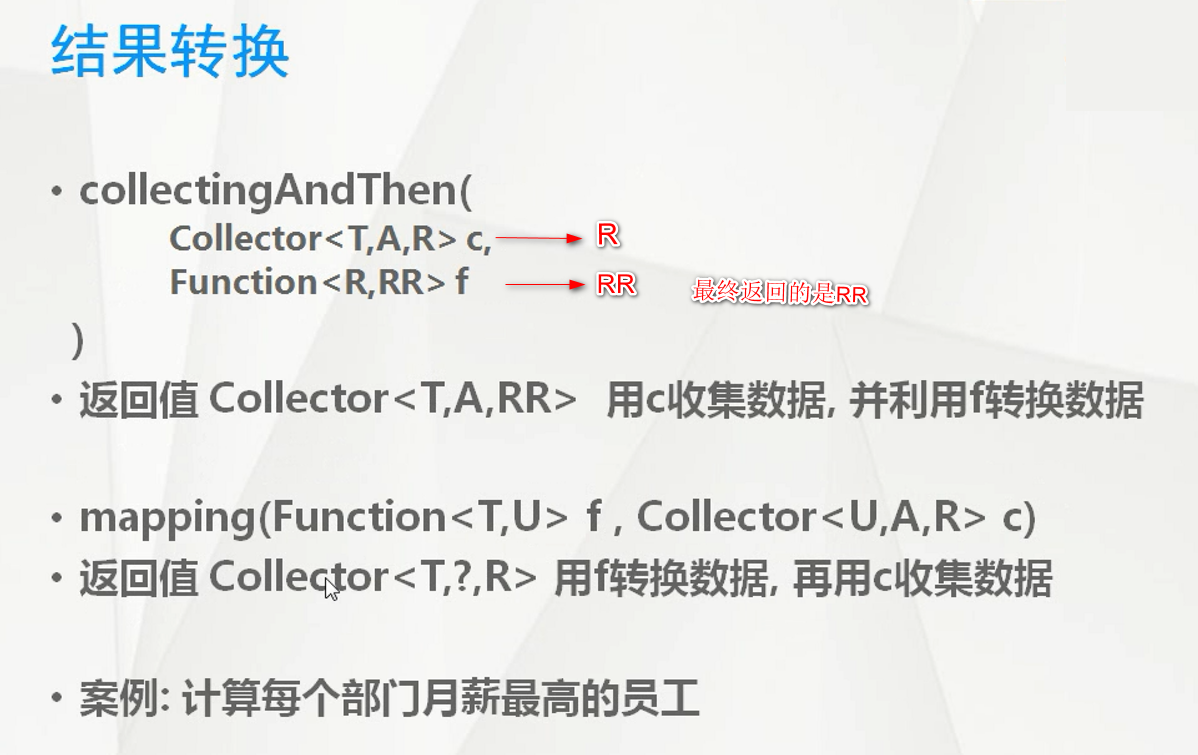 结果转换
• collectingAndThen(
Collector<T,A,R> c, R
Function<R,RR> f RR 最终返回的是RR
)
• 返回值 Collector<T,A,RR> 用c收集数据, 并利用f转换数据
• mapping(Function<T,U> f , Collector<U,A,R> c)
• 返回值 Collector<T,?,R> 用f转换数据, 再用c收集数据
• 案例: 计算每个部门月薪最高的员工